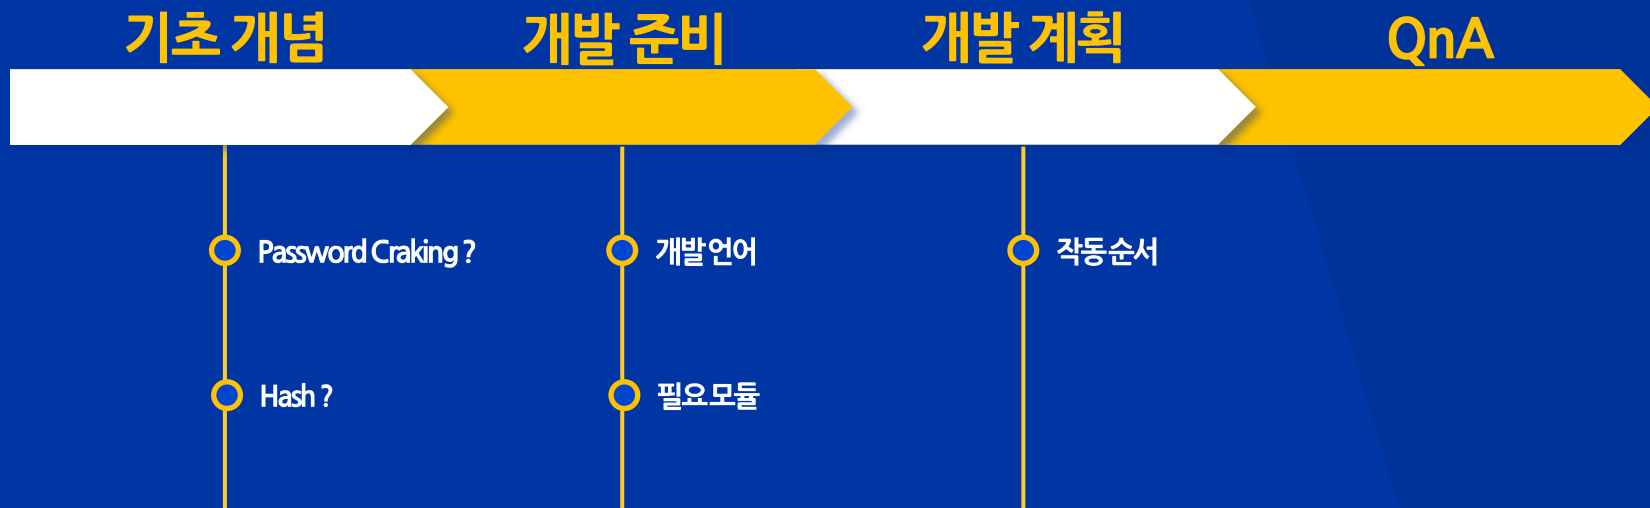 기초 개념
개발 준비
개발 계획
QnA
Password Craking ?
개발 언어
작동 순서
Hash ?
필요 모듈